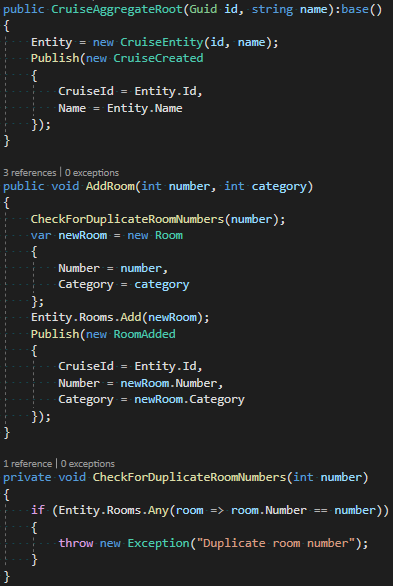 public CruiseAggregateRoot(Guid id, string name):base()
{
    Entity = new CruiseEntity(id, name);
    Publish(new CruiseCreated
    {
        CruiseId = Entity.Id,
        Name = Entity.Name
    });
}
3 references | 0 exceptions
public void AddRoom(int number, int category)
{
    CheckForDuplicateRoomNumbers(number);
    var newRoom = new Room
    {
        Number = number,
        Category = category
    };
    Entity.Rooms.Add(newRoom);
    Publish(new RoomAdded
    {
        CruiseId = Entity.Id,
        Number = newRoom.Number,
        Category = newRoom.Category
    });
}
1 reference | 0 exceptions
private void CheckForDuplicateRoomNumbers(int number)
{
    if (Entity.Rooms.Any(room => room.Number == number))
    {
        throw new Exception("Duplicate room number");
    }
}